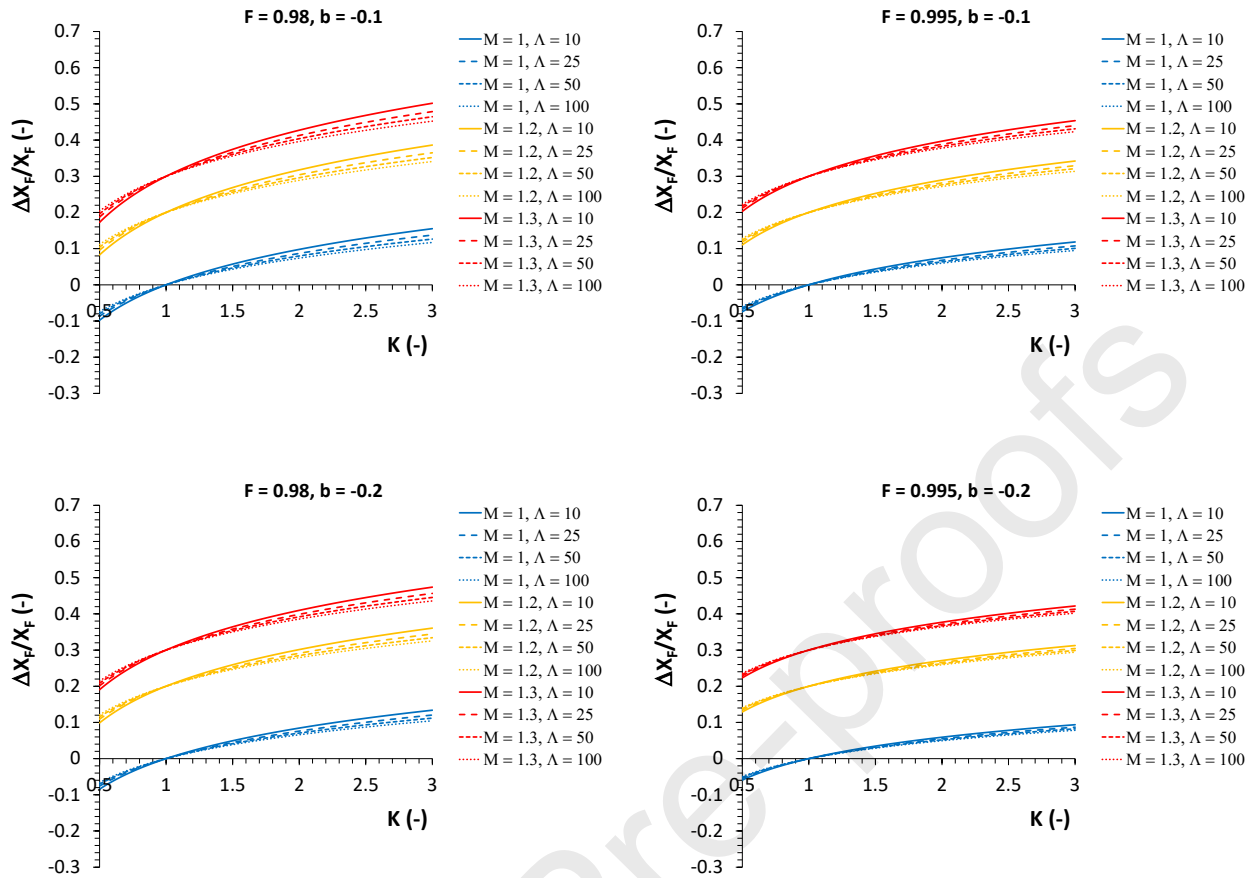 F = 0.98, b = -0.1
0.7
0.6
0.5
0.4
0.3
0.2
0.1
0
-0.1
-0.2
-0.3
ΔX_F/X_F (-)
0.5 1 1.5 2 2.5 3
K (-)
M = 1, Λ = 10
M = 1, Λ = 25
M = 1, Λ = 50
M = 1, Λ = 100
M = 1.2, Λ = 10
M = 1.2, Λ = 25
M = 1.2, Λ = 50
M = 1.2, Λ = 100
M = 1.3, Λ = 10
M = 1.3, Λ = 25
M = 1.3, Λ = 50
M = 1.3, Λ = 100
F = 0.995, b = -0.1
0.7
0.6
0.5
0.4
0.3
0.2
0.1
0
-0.1
-0.2
-0.3
ΔX_F/X_F (-)
0.5 1 1.5 2 2.5 3
K (-)
M = 1, Λ = 10
M = 1, Λ = 25
M = 1, Λ = 50
M = 1, Λ = 100
M = 1.2, Λ = 10
M = 1.2, Λ = 25
M = 1.2, Λ = 50
M = 1.2, Λ = 100
M = 1.3, Λ = 10
M = 1.3, Λ = 25
M = 1.3, Λ = 50
M = 1.3, Λ = 100
F = 0.98, b = -0.2
0.7
0.6
0.5
0.4
0.3
0.2
0.1
0
-0.1
-0.2
-0.3
ΔX_F/X_F (-)
0.5 1 1.5 2 2.5 3
K (-)
M = 1, Λ = 10
M = 1, Λ = 25
M = 1, Λ = 50
M = 1, Λ = 100
M = 1.2, Λ = 10
M = 1.2, Λ = 25
M = 1.2, Λ = 50
M = 1.2, Λ = 100
M = 1.3, Λ = 10
M = 1.3, Λ = 25
M = 1.3, Λ = 50
M = 1.3, Λ = 100
F = 0.995, b = -0.2
0.7
0.6
0.5
0.4
0.3
0.2
0.1
0
-0.1
-0.2
-0.3
ΔX_F/X_F (-)
0.5 1 1.5 2 2.5 3
K (-)
M = 1, Λ = 10
M = 1, Λ = 25
M = 1, Λ = 50
M = 1, Λ = 100
M = 1.2, Λ = 10
M = 1.2, Λ = 25
M = 1.2, Λ = 50
M = 1.2, Λ = 100
M = 1.3, Λ = 10
M = 1.3, Λ = 25
M = 1.3, Λ = 50
M = 1.3, Λ = 100
Pre-proofs